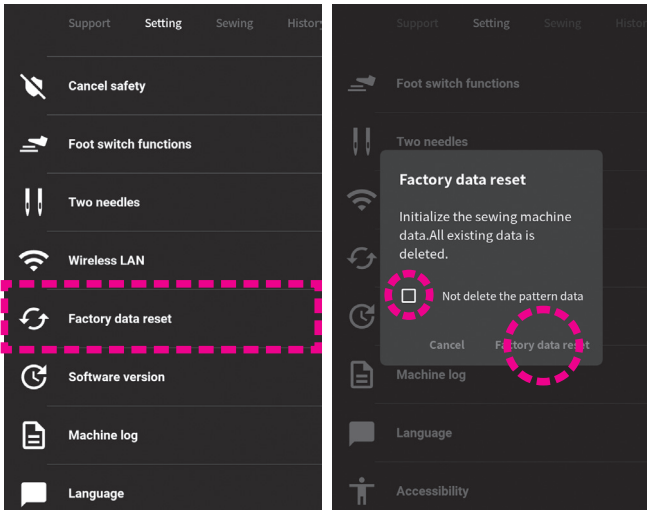 Support Setting Sewing History
Cancel safety
Foot switch functions
Two needles
Wireless LAN
Factory data reset
Software version
Machine log
Language
Support Setting Sewing Histor
Foot switch functions
Two needles
Factory data reset
Initialize the sewing machine
data.All existing data is
deleted.
Not delete the pattern data
Cancel Factory data reset
Machine log
Language
Accessibility